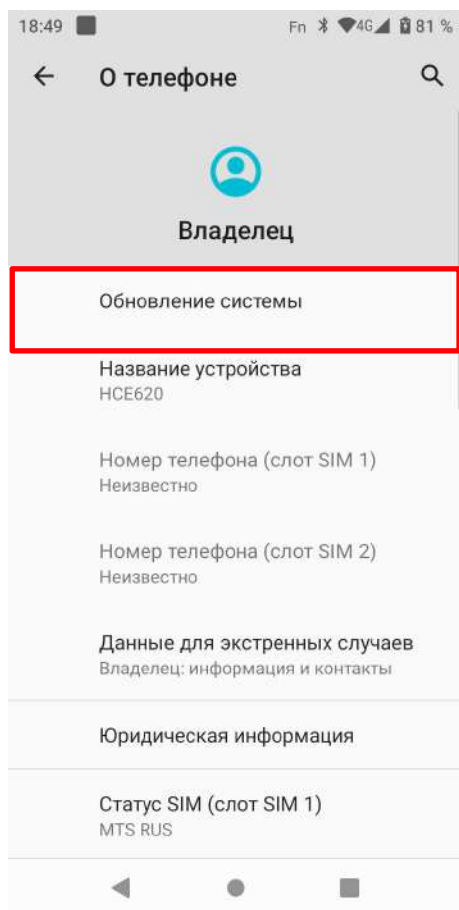 18:49 Fn 4G 81 %
О телефоне
Владелец
Обновление системы
Название устройства
HCE620
Номер телефона (слот SIM 1)
Неизвестно
Номер телефона (слот SIM 2)
Неизвестно
Данные для экстренных случаев
Владелец: информация и контакты
Юридическая информация
Статус SIM (слот SIM 1)
MTS RUS